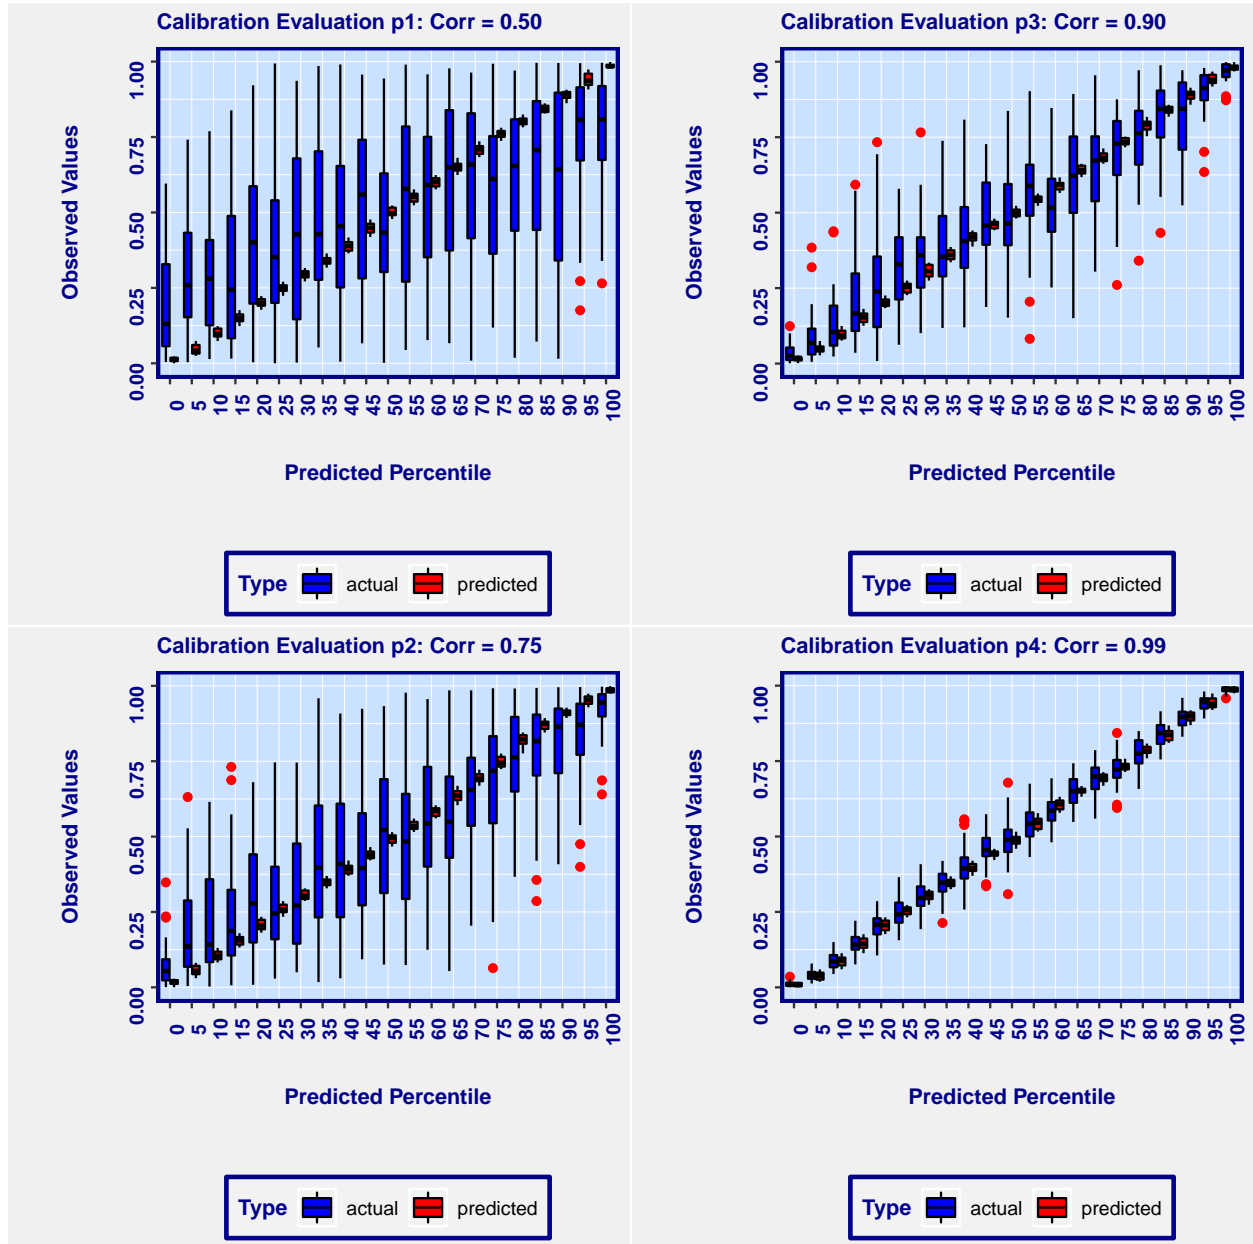 Calibration Evaluation p1: Corr = 0.50
Observed Values
1.00
0.75
0.50
0.25
0.00
0 5 10 15 20 25 30 35 40 45 50 55 60 65 70 75 80 85 90 95 100
Predicted Percentile
Type actual predicted
Calibration Evaluation p3: Corr = 0.90
Observed Values
1.00
0.75
0.50
0.25
0.00
0 5 10 15 20 25 30 35 40 45 50 55 60 65 70 75 80 85 90 95 100
Predicted Percentile
Type actual predicted
Calibration Evaluation p2: Corr = 0.75
Observed Values
1.00
0.75
0.50
0.25
0.00
0 5 10 15 20 25 30 35 40 45 50 55 60 65 70 75 80 85 90 95 100
Predicted Percentile
Type actual predicted
Calibration Evaluation p4: Corr = 0.99
Observed Values
1.00
0.75
0.50
0.25
0.00
0 5 10 15 20 25 30 35 40 45 50 55 60 65 70 75 80 85 90 95 100
Predicted Percentile
Type actual predicted